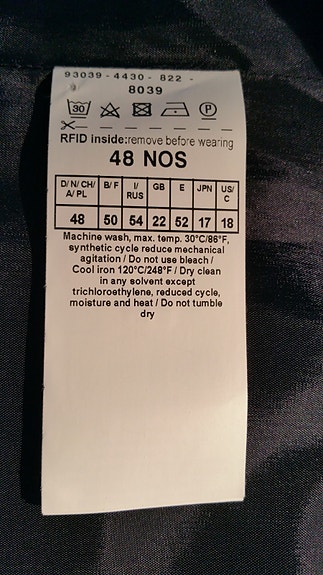 93039-4430- 822 -
9 8039
30 P
RFID inside:remove before wearing
48 NOS
D/ N/ CH/ A/ PL B/ F I/ RUS GB E JPN US/ C
48 50 54 22 52 17 18
Machine wash, max. temp. 30°C/86°F,
synthetic cycle reduce mechanical
agitation / Do not use bleach /
Cool iron 120°C/248°F / Dry clean
in any solvent except
trichloroethylene, reduced cycle,
moisture and heat / Do not tumble
dry